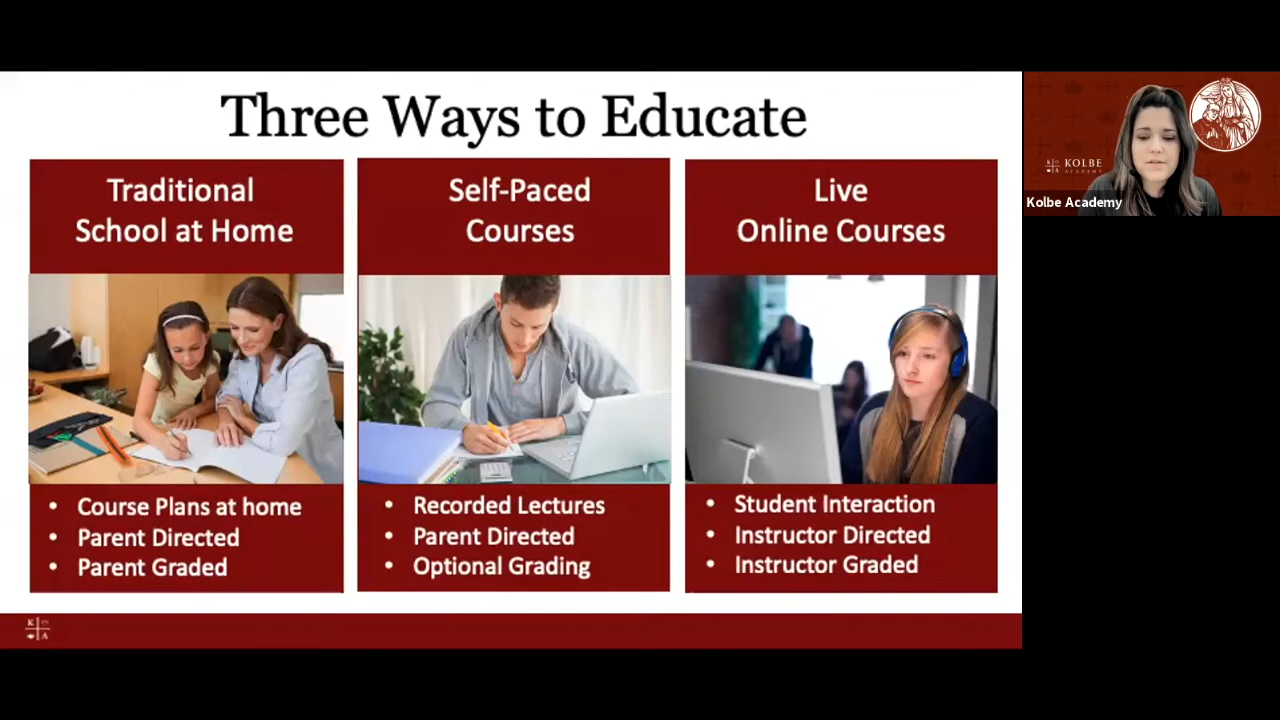 Three Ways to Educate
Traditional
School at Home
Self-Paced
Courses
Live
Online Courses
Course Plans at home
Parent Directed
Parent Graded
Recorded Lectures
Parent Directed
Optional Grading
Student Interaction
Instructor Directed
Instructor Graded
K
A
KOLBE
ACADEMY
Kolbe Academy